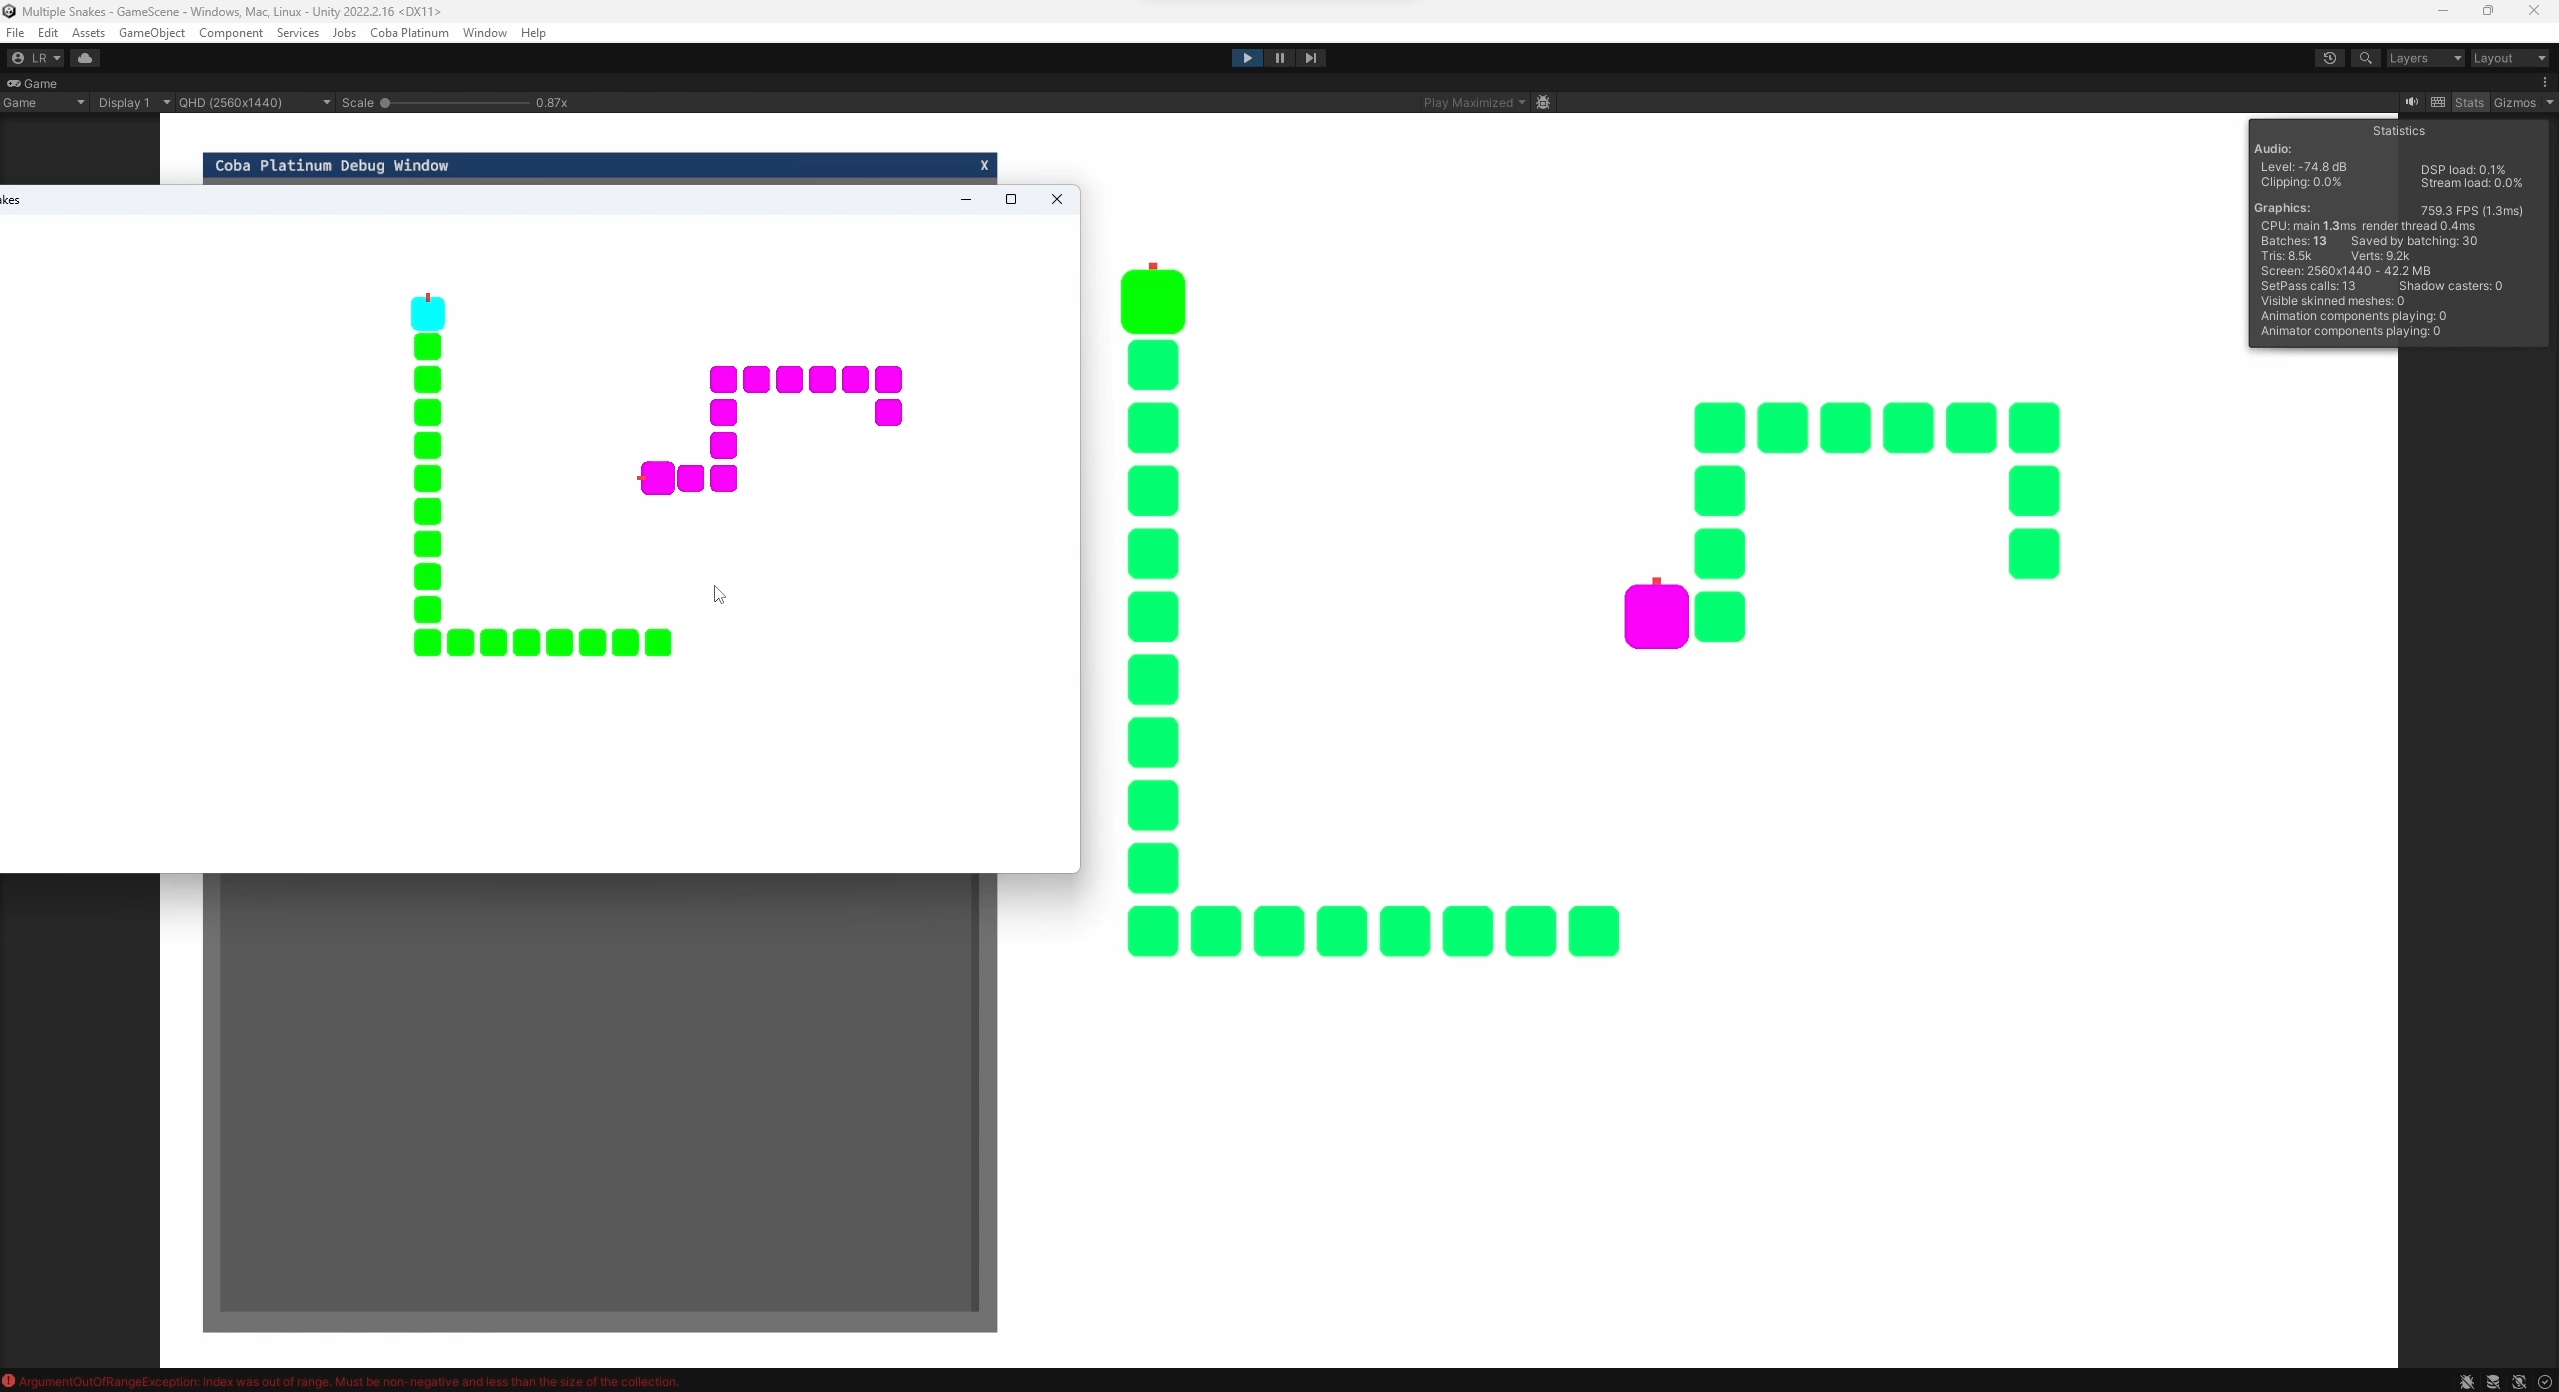 Multiple Snakes - GameScene - Windows, Mac, Linux - Unity 2022.2.16 <DX11>
File Edit Assets GameObject Component Services Jobs Coba Platinum Window Help
LR Layers Layout
Game
Game Display 1 QHD (2560x1440) Scale 0.87x Play Maximized Stats Gizmos
Statistics
Audio:
Level: -74.8 dB DSP load: 0.1%
Clipping: 0.0% Stream load: 0.0%
Graphics: 759.3 FPS (1.3ms)
CPU: main 1.3ms render thread 0.4ms
Batches: 13 Saved by batching: 30
Tris: 8.5k Verts: 9.2k
Screen: 2560x1440 - 42.2 MB
SetPass calls: 13 Shadow casters: 0
Visible skinned meshes: 0
Animation components playing: 0
Animator components playing: 0
Coba Platinum Debug Window X
akes
ArgumentOutOfRangeException: Index was out of range. Must be non-negative and less than the size of the collection.